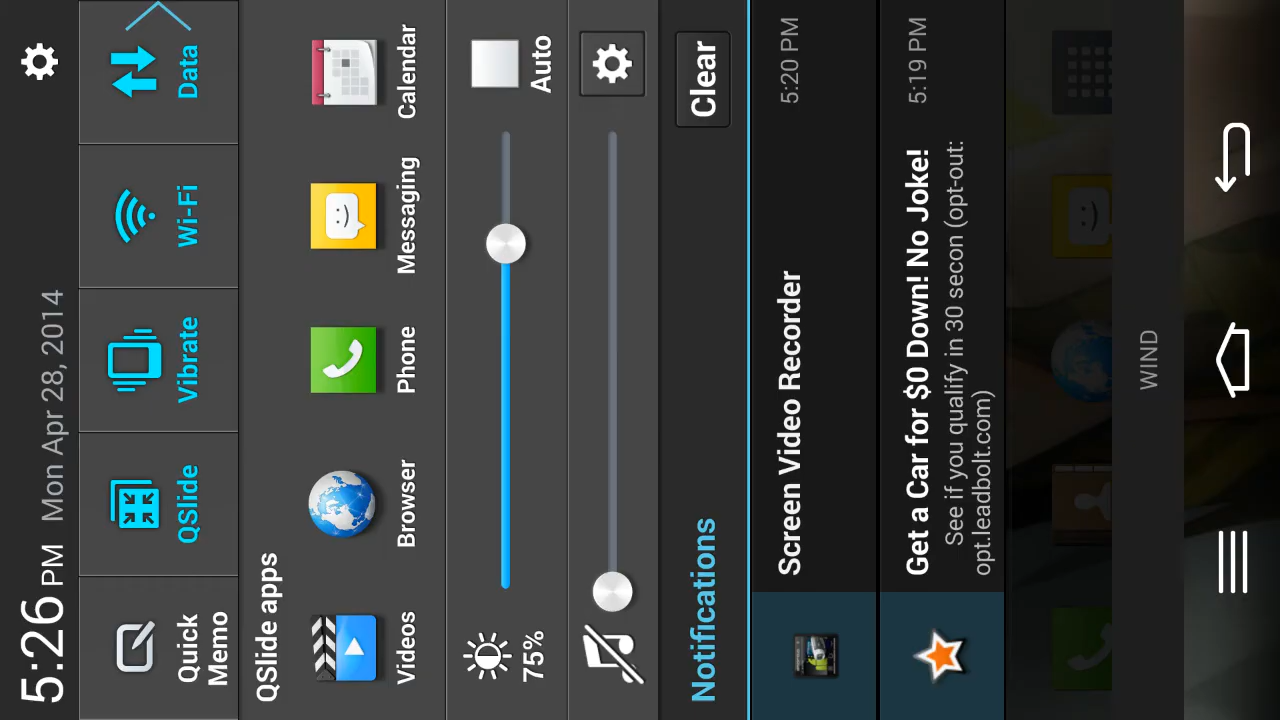 5:26 PM Mon Apr 28, 2014
Quick Memo
QSlide
Vibrate
Wi-Fi
Data
QSlide apps
Videos
Browser
Phone
Messaging
Calendar
75%
Auto
Notifications
Clear
Screen Video Recorder
5:20 PM
Get a Car for $0 Down! No Joke!
5:19 PM
See if you qualify in 30 secon (opt-out:
opt.leadbolt.com)
WIND